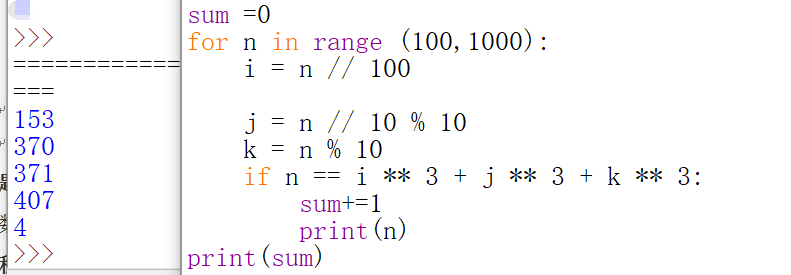 >>>
===============
153
370
371
407
4
>>>
sum =0
for n in range (100,1000):
    i = n // 100
    j = n // 10 % 10
    k = n % 10
    if n == i ** 3 + j ** 3 + k ** 3:
        sum+=1
        print(n)
print(sum)